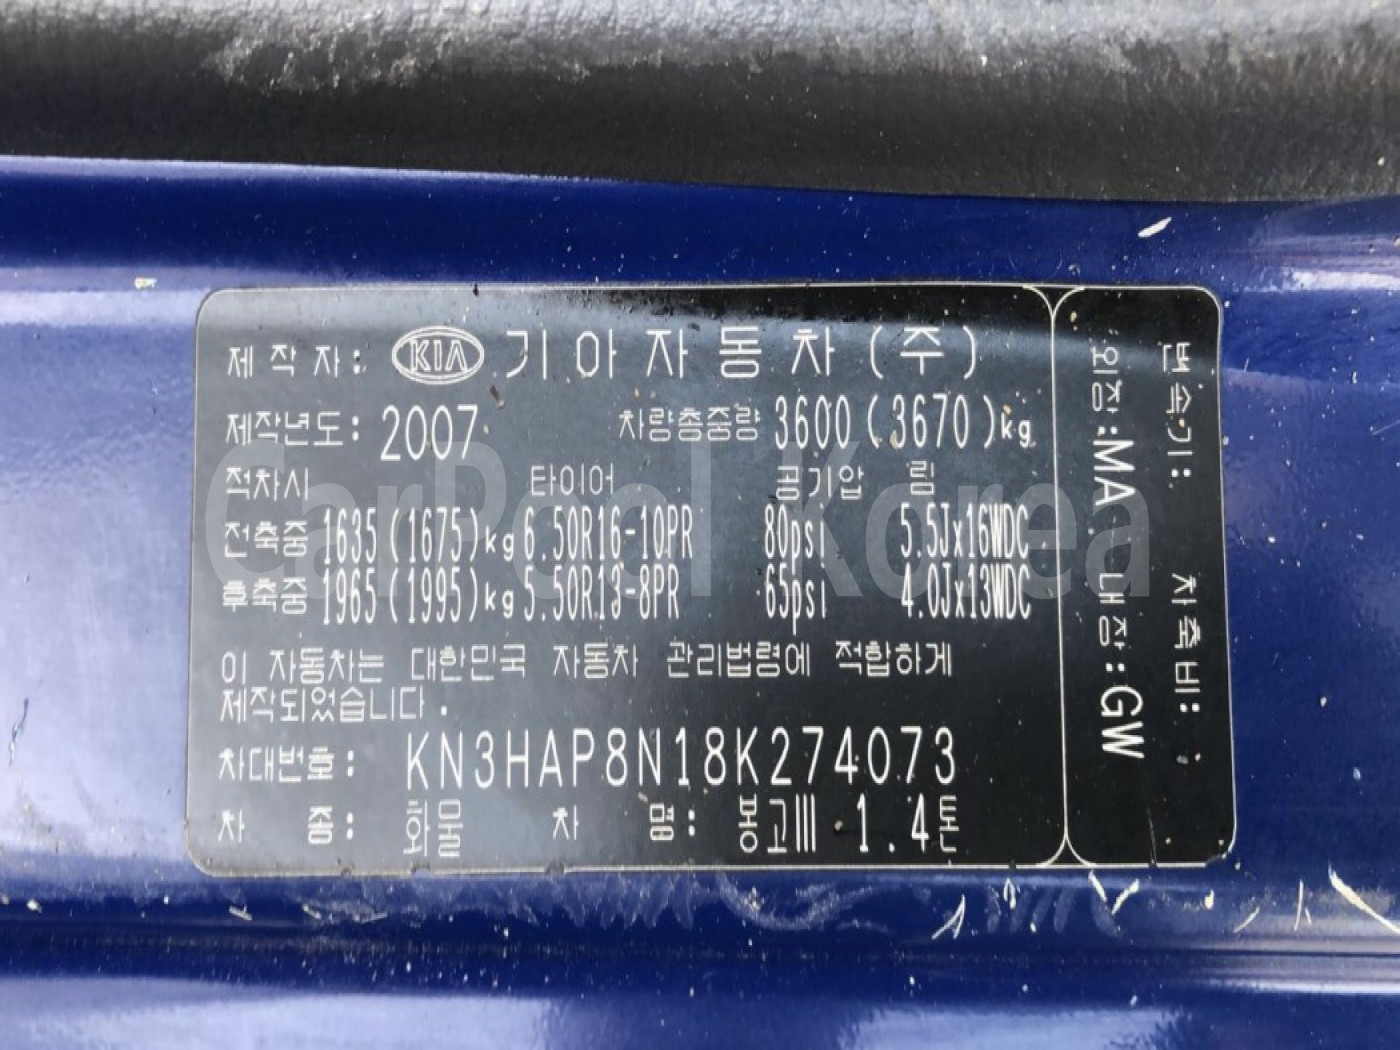 제작자: KIA 기아자동차(주)
제작년도: 2007 차량총중량 3600(3670)kg
적차시 타이어 공기압 림
전축중 1635(1675)kg 6.50R16-10PR 80psi 5.5Jx16WDC
후축중 1965(1995)kg 5.50R13-8PR 65psi 4.0Jx13WDC
이 자동차는 대한민국 자동차 관리법령에 적합하게
제작되었습니다.
차대번호: KN3HAP8N18K274073
차 종: 화물 차 명: 봉고III 1.4톤
변속기: 차축비:
외장:MA 내장:GW
CarPool Korea